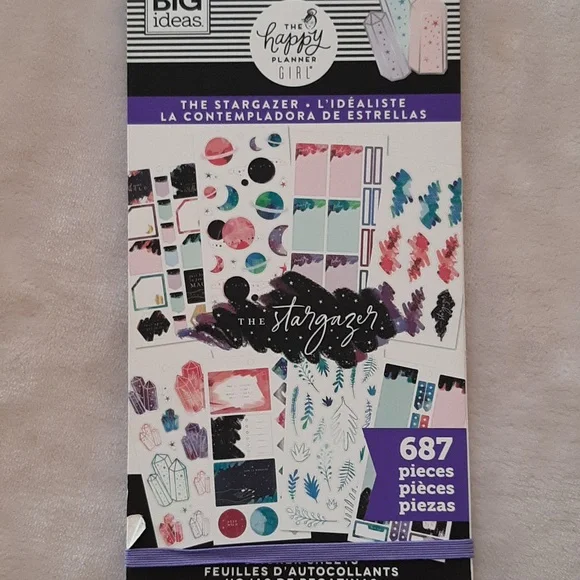 BIG
ideas.
THE
happy
PLANNER
GIRL
THE STARGAZER • L'IDÉALISTE
LA CONTEMPLADORA DE ESTRELLAS
THE stargazer
687
pieces
pièces
piezas
FEUILLES D'AUTOCOLLANTS